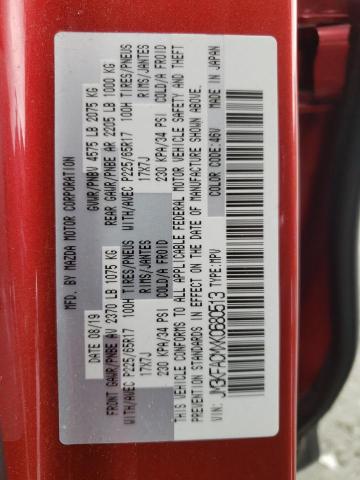 MFD. BY MAZDA MOTOR CORPORATION
DATE 08/19 GVWR/PNBV 4575 LB 2075 KG
FRONT GAWR/PNBE AV 2370 LB 1075 KG REAR GAWR/PNBE AR 2205 LB 1000 KG
WITH/AVEC P225/65R17 100H TIRES/PNEUS WITH/AVEC P225/65R17 100H TIRES/PNEUS
17X7J RIMS/JANTES 17X7J RIMS/JANTES
230 KPA/34 PSI COLD/A FROID 230 KPA/34 PSI COLD/A FROID
THIS VEHICLE CONFORMS TO ALL APPLICABLE FEDERAL MOTOR VEHICLE SAFETY AND THEFT
PREVENTION STANDARDS IN EFFECT ON THE DATE OF MANUFACTURE SHOWN ABOVE.
VIN: JM3KFACMXK0680513 TYPE:MPV COLOR CODE:46V MADE IN JAPAN